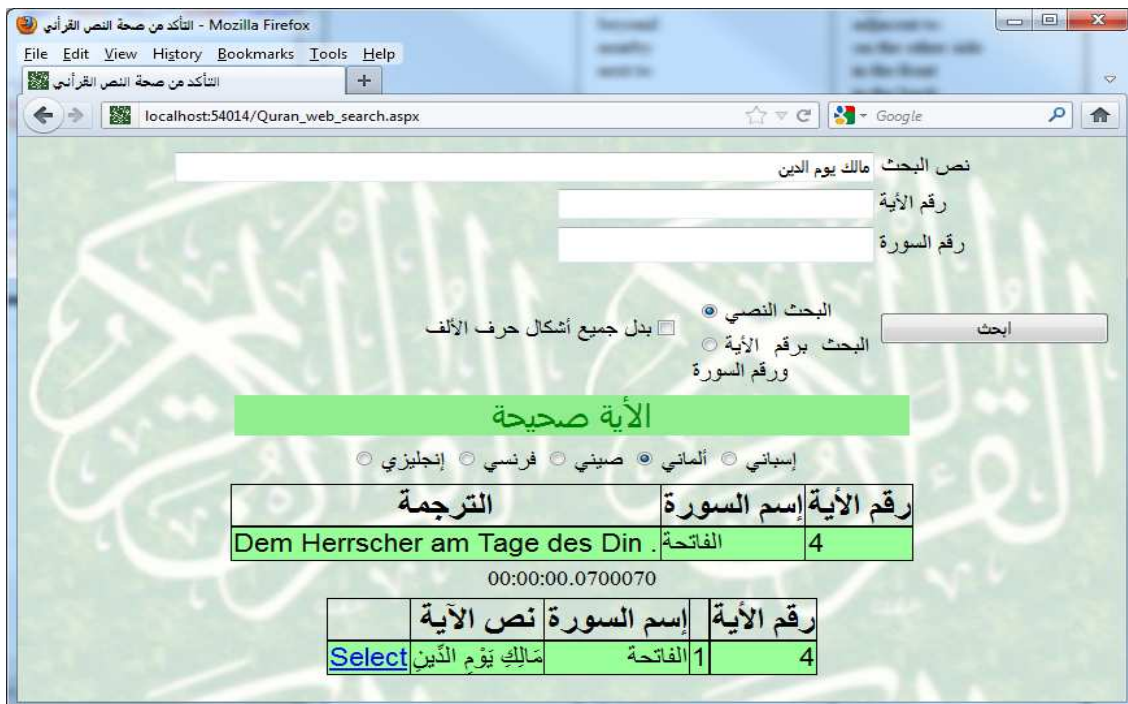 التأكد من صحة النص القرأني - Mozilla Firefox
File Edit View History Bookmarks Tools Help
التأكد من صحة النص القرأني
localhost:54014/Quran_web_search.aspx Google
نص البحث مالك يوم الدين
رقم الأية
رقم السورة
ابحث
البحث النصي
بدل جميع أشكال حرف الألف
البحث برقم الأية
ورقم السورة
الأية صحيحة
إسباني ألماني صيني فرنسي إنجليزي
رقم الأية إسم السورة الترجمة
4 الفاتحة Dem Herrscher am Tage des Din .
00:00:00.0700070
رقم الأية إسم السورة نص الآية
4 1 الفاتحة مَالِكِ يَوْمِ الدِّينِ Select